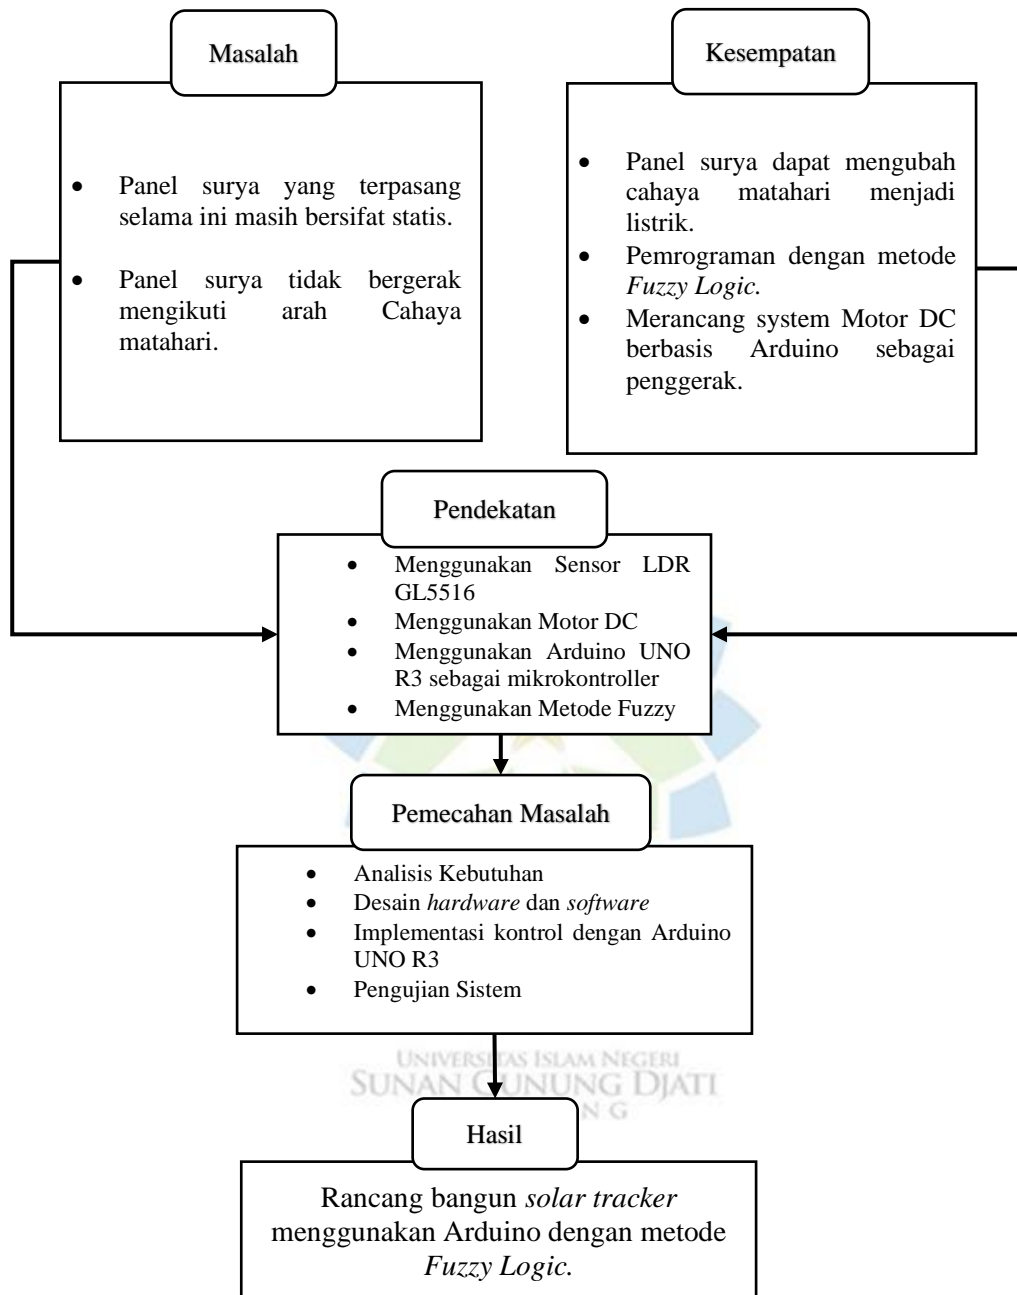 Masalah
• Panel surya yang terpasang
selama ini masih bersifat statis.
• Panel surya tidak bergerak
mengikuti arah Cahaya
matahari.
Kesempatan
• Panel surya dapat mengubah
cahaya matahari menjadi
listrik.
• Pemrograman dengan metode
Fuzzy Logic.
• Merancang system Motor DC
berbasis Arduino sebagai
penggerak.
Pendekatan
• Menggunakan Sensor LDR
GL5516
• Menggunakan Motor DC
• Menggunakan Arduino UNO
R3 sebagai mikrokontroller
• Menggunakan Metode Fuzzy
Pemecahan Masalah
• Analisis Kebutuhan
• Desain hardware dan software
• Implementasi kontrol dengan Arduino
UNO R3
• Pengujian Sistem
UNIVERSITAS ISLAM NEGERI
SUNAN GUNUNG DJATI
Hasil
Rancang bangun solar tracker
menggunakan Arduino dengan metode
Fuzzy Logic.